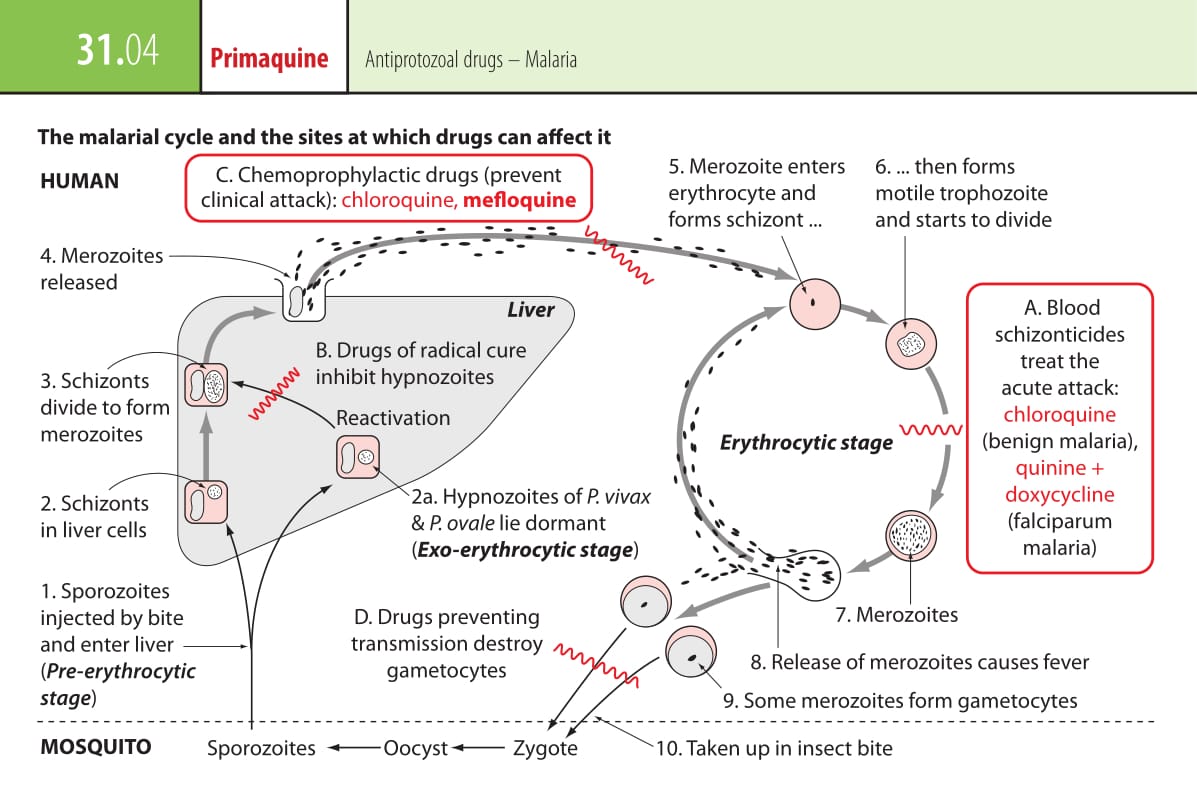 31.04
Primaquine
Antiprotozoal drugs – Malaria
The malarial cycle and the sites at which drugs can affect it
HUMAN
C. Chemoprophylactic drugs (prevent
clinical attack): chloroquine, mefloquine
5. Merozoite enters
erythrocyte and
forms schizont ...
6. ... then forms
motile trophozoite
and starts to divide
4. Merozoites
released
Liver
B. Drugs of radical cure
inhibit hypnozoites
3. Schizonts
divide to form
merozoites
Reactivation
Erythrocytic stage
A. Blood
schizonticides
treat the
acute attack:
chloroquine
(benign malaria),
quinine +
doxycycline
(falciparum
malaria)
2. Schizonts
in liver cells
2a. Hypnozoites of P. vivax
& P. ovale lie dormant
(Exo-erythrocytic stage)
1. Sporozoites
injected by bite
and enter liver
(Pre-erythrocytic
stage)
D. Drugs preventing
transmission destroy
gametocytes
7. Merozoites
8. Release of merozoites causes fever
9. Some merozoites form gametocytes
MOSQUITO
Sporozoites
Oocyst
Zygote
10. Taken up in insect bite